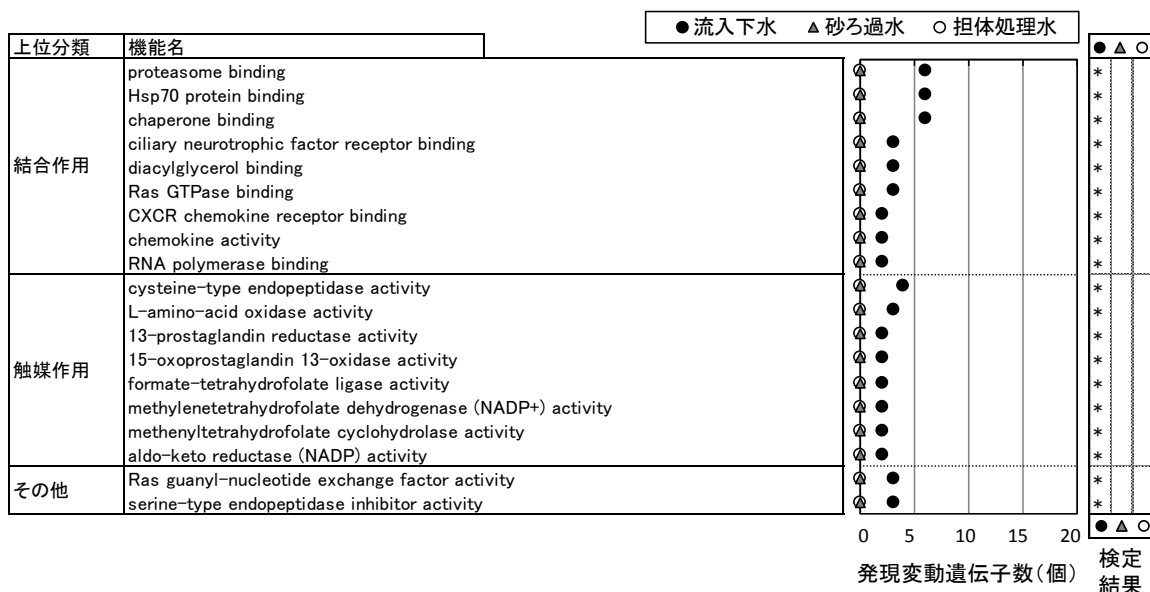 ●流入下水 ▲砂ろ過水 ○担体処理水
上位分類 機能名 ● ▲ ○
結合作用
proteasome binding *
Hsp70 protein binding *
chaperone binding *
ciliary neurotrophic factor receptor binding *
diacylglycerol binding *
Ras GTPase binding *
CXCR chemokine receptor binding *
chemokine activity *
RNA polymerase binding *
触媒作用
cysteine-type endopeptidase activity *
L-amino-acid oxidase activity *
13-prostaglandin reductase activity *
15-oxoprostaglandin 13-oxidase activity *
formate-tetrahydrofolate ligase activity *
methylenetetrahydrofolate dehydrogenase (NADP+) activity *
methenyltetrahydrofolate cyclohydrolase activity *
aldo-keto reductase (NADP) activity *
その他
Ras guanyl-nucleotide exchange factor activity *
serine-type endopeptidase inhibitor activity *
● ▲ ○
0 5 10 15 20
発現変動遺伝子数(個)
検定
結果